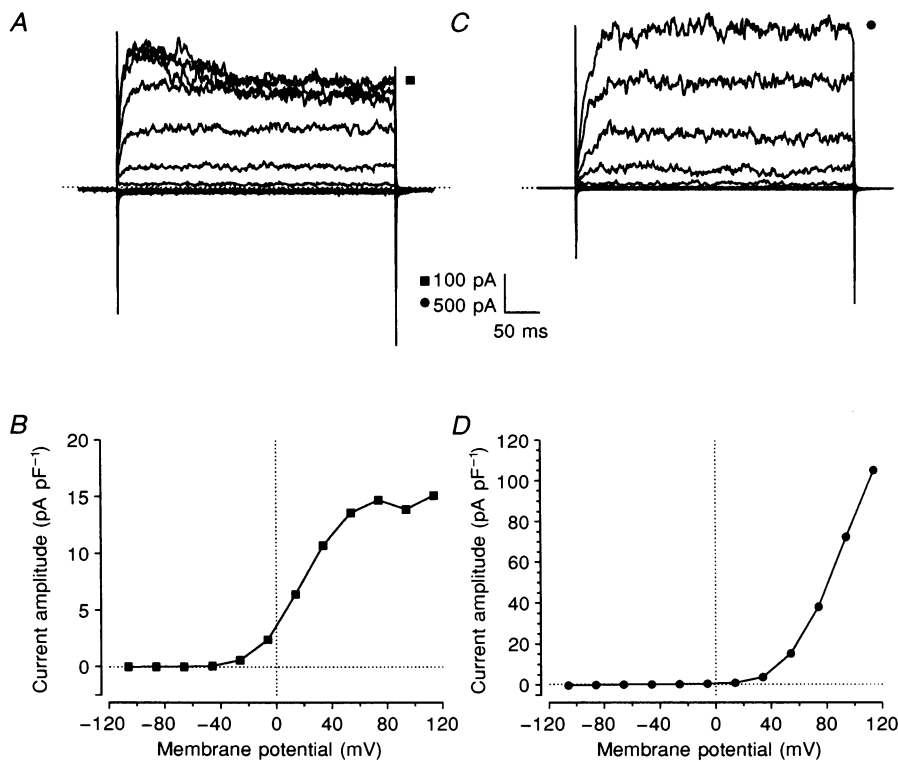 A
C
■ 100 pA
● 500 pA
50 ms
B
Current amplitude (pA pF⁻¹)
20
15
10
5
0
−120 −80 −40 0 40 80 120
Membrane potential (mV)
D
Current amplitude (pA pF⁻¹)
120
100
80
60
40
20
0
−120 −80 −40 0 40 80 120
Membrane potential (mV)